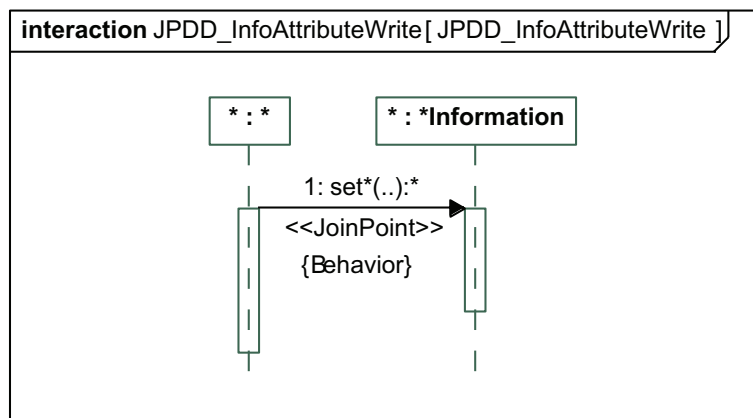 interaction JPDD_InfoAttributeWrite[ JPDD_InfoAttributeWrite ]
* : *
* : *Information
1: set*(..):*
<<JoinPoint>>
{Behavior}